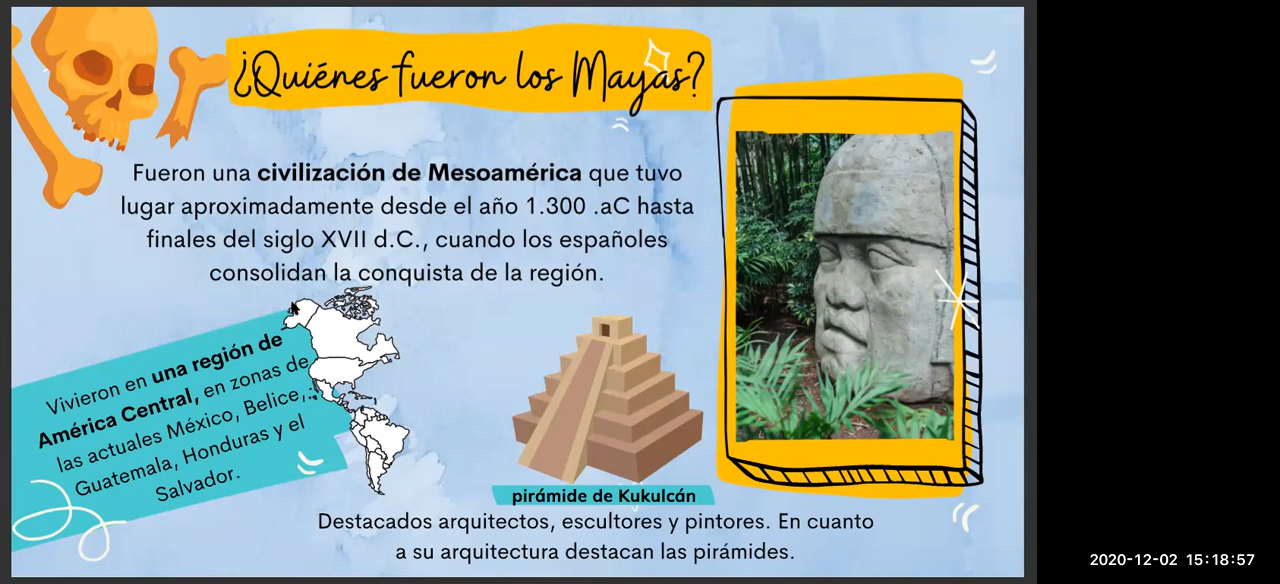 ¿Quiénes fueron los Mayas?
Fueron una civilización de Mesoamérica que tuvo
lugar aproximadamente desde el año 1.300 .aC hasta
finales del siglo XVII d.C., cuando los españoles
consolidan la conquista de la región.
Vivieron en una región de
América Central, en zonas de
las actuales México, Belice,
Guatemala, Honduras y el
Salvador.
pirámide de Kukulcán
Destacados arquitectos, escultores y pintores. En cuanto
a su arquitectura destacan las pirámides.
2020-12-02 15:18:57